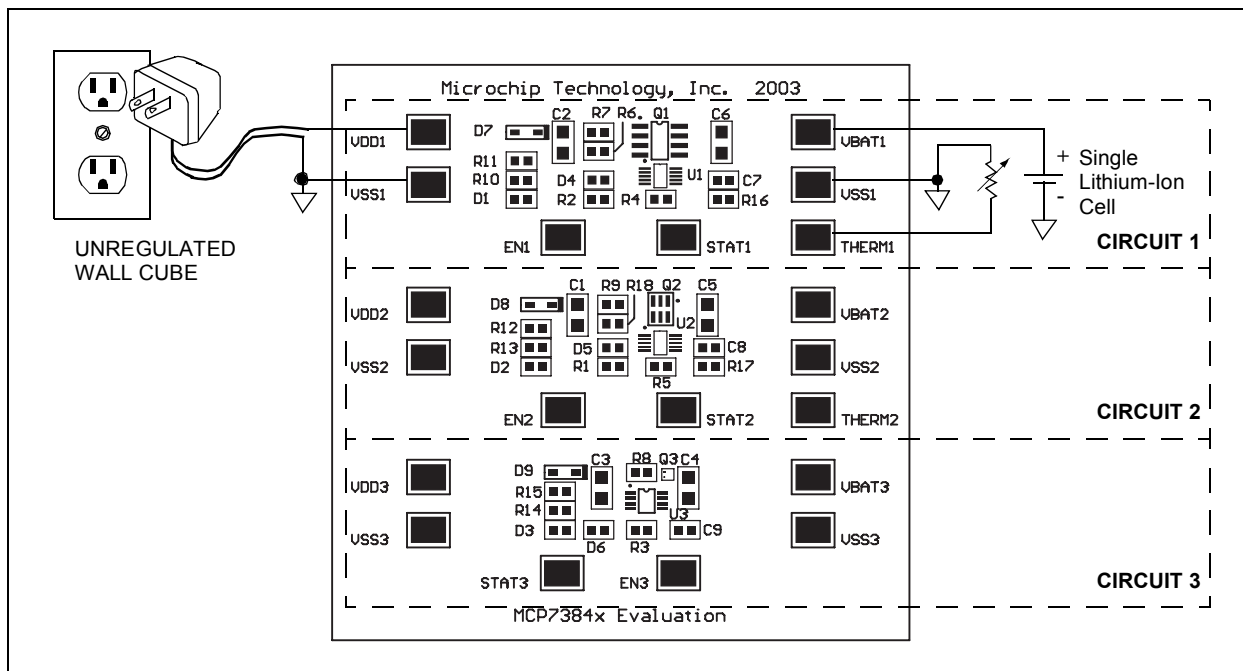 Microchip Technology, Inc. 2003
UNREGULATED
WALL CUBE
VDD1
D7
C2
R7
R6
Q1
C6
VBAT1
R11
R10
D1
D4
R2
R4
U1
C7
R16
VSS1
VSS1
+ Single
Lithium-Ion
- Cell
EN1
STAT1
THERM1
CIRCUIT 1
VDD2
D8
C1
R9
R18
Q2
C5
VBAT2
R12
R13
D2
D5
R1
U2
R5
C8
R17
VSS2
VSS2
EN2
STAT2
THERM2
CIRCUIT 2
VDD3
D9
C3
R8
Q3
C4
VBAT3
R15
R14
D3
D6
R3
U3
C9
VSS3
VSS3
STAT3
EN3
CIRCUIT 3
MCP7384x Evaluation